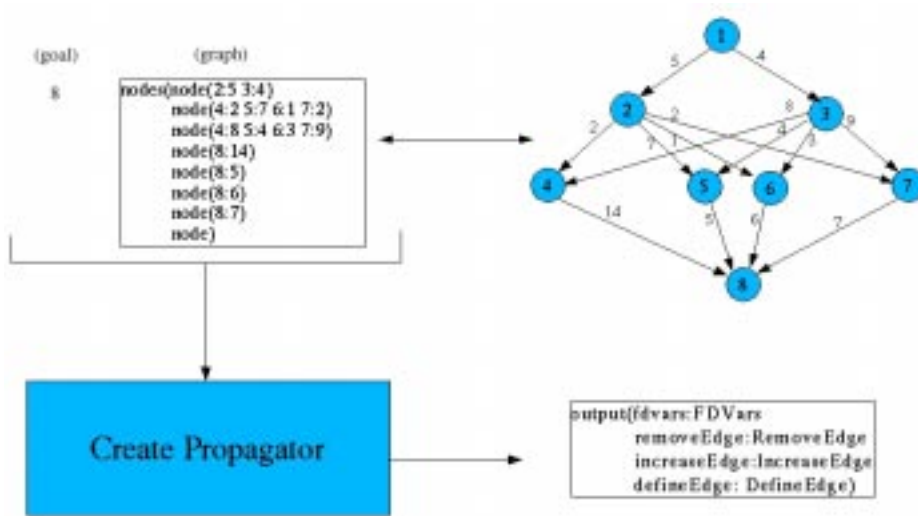 (goal)
(graph)
8
nodes(node(2:5 3:4)
node(4:2 5:7 6:1 7:2)
node(4:8 5:4 6:3 7:9)
node(8:14)
node(8:5)
node(8:6)
node(8:7)
node)
1
5
4
2
3
2
7
2
1
8
4
3
9
4
5
6
7
14
5
6
7
8
Create Propagator
output(fdvars:FDVars
removeEdge:RemoveEdge
increaseEdge:IncreaseEdge
defineEdge: DefineEdge)